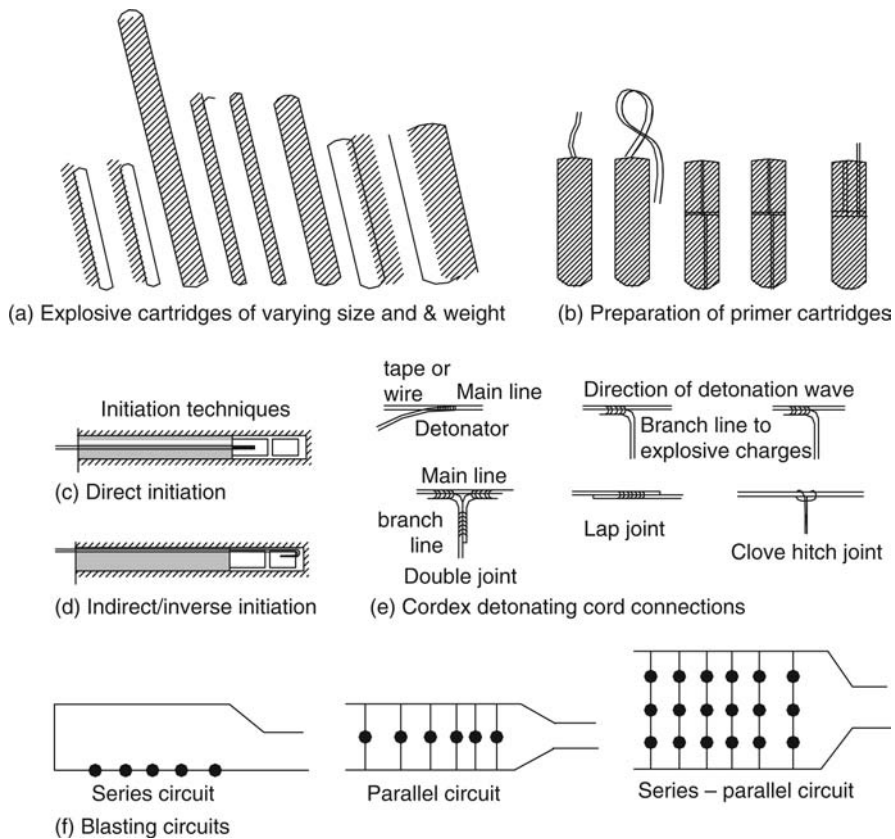 (a) Explosive cartridges of varying size and & weight
(b) Preparation of primer cartridges
Initiation techniques
(c) Direct initiation
(d) Indirect/inverse initiation
tape or
wire
Main line
Detonator
Direction of detonation wave
Branch line to
explosive charges
Main line
branch
line
Double joint
Lap joint
Clove hitch joint
(e) Cordex detonating cord connections
Series circuit
Parallel circuit
Series – parallel circuit
(f) Blasting circuits